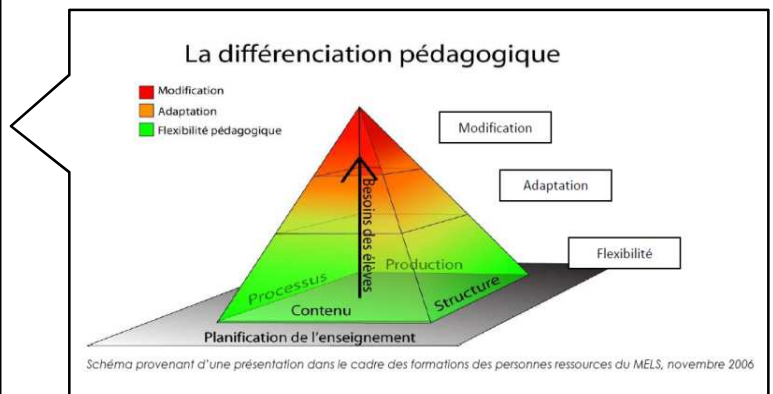 La différenciation pédagogique
Modification
Adaptation
Flexibilité pédagogique
Modification
Adaptation
Flexibilité
Besoins des élèves
Processus
Production
Contenu
Structure
Planification de l'enseignement
Schéma provenant d'une présentation dans le cadre des formations des personnes ressources du MELS, novembre 2006